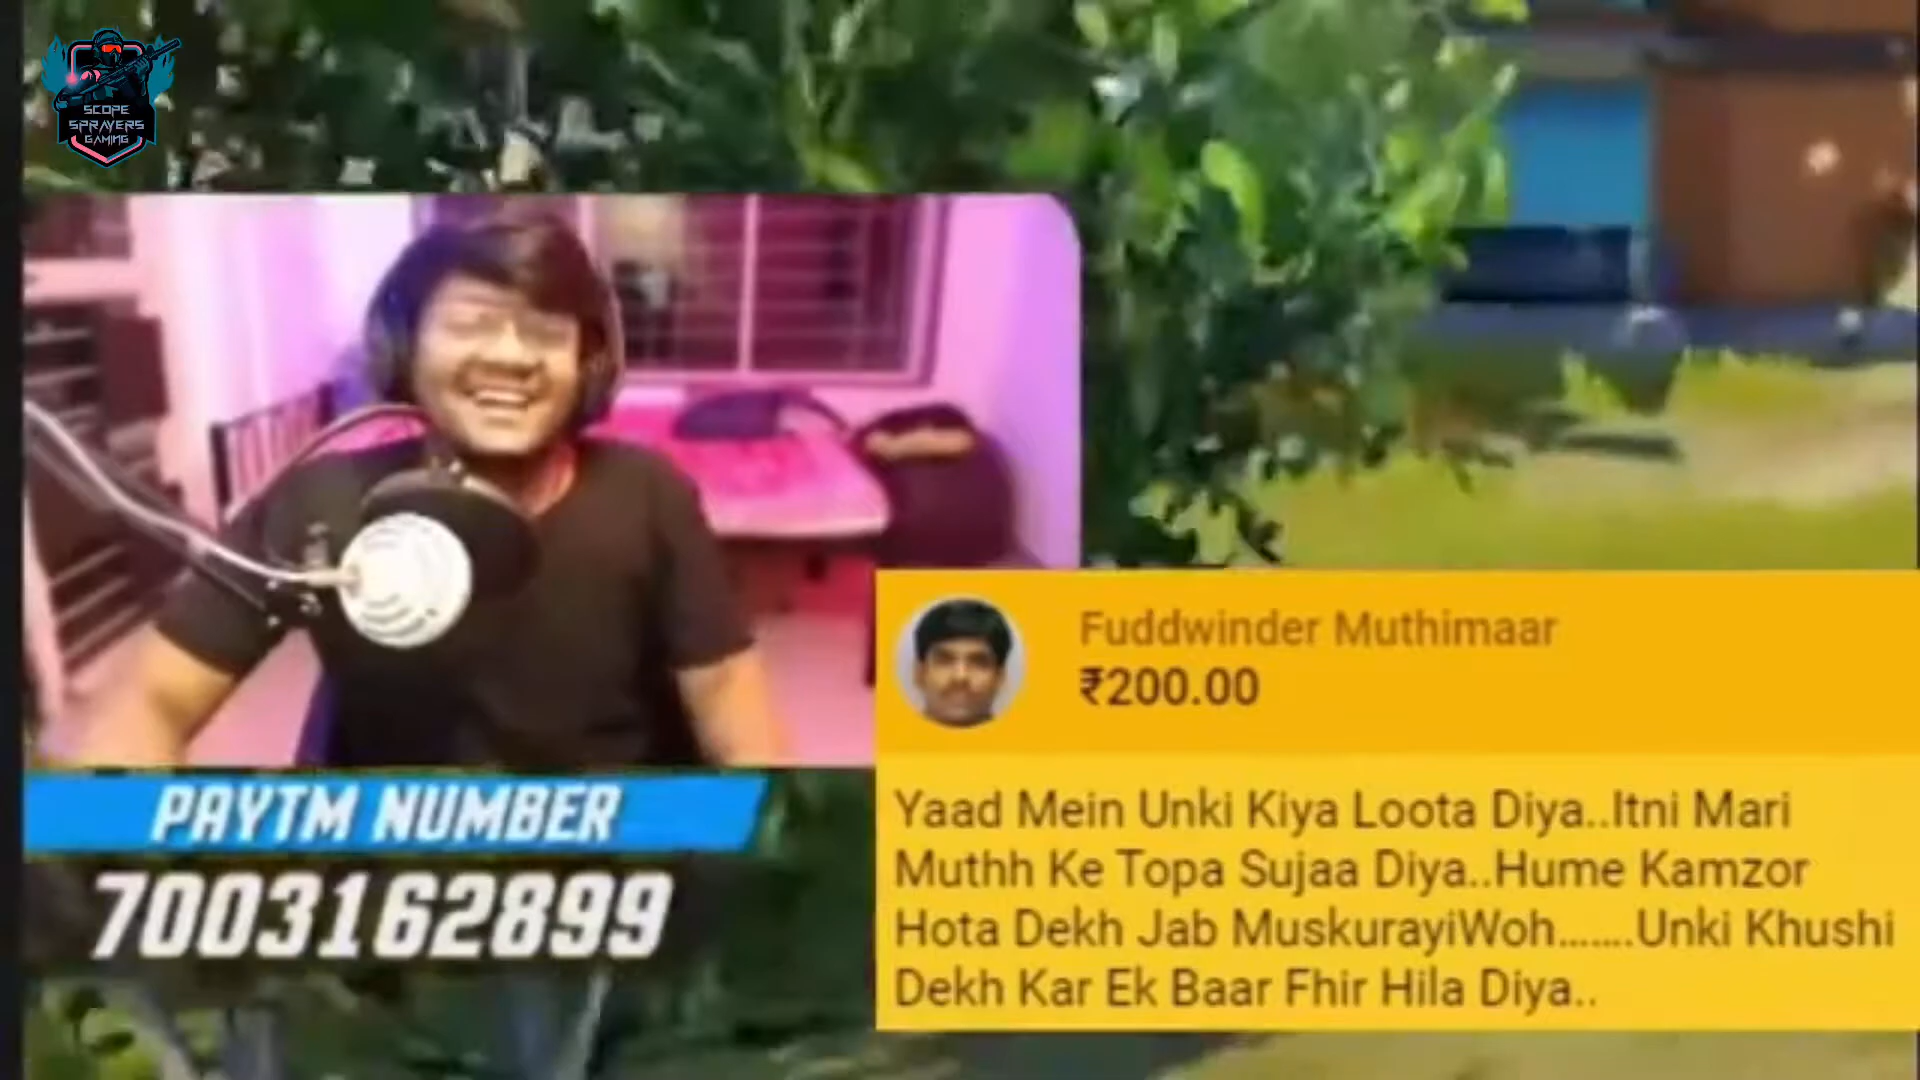 SCOPE
SPRAYERS
GAMING
Fuddwinder Muthimaar
₹200.00
Yaad Mein Unki Kiya Loota Diya..Itni Mari
Muthh Ke Topa Sujaa Diya..Hume Kamzor
Hota Dekh Jab MuskurayiWoh.......Unki Khushi
Dekh Kar Ek Baar Fhir Hila Diya..
PAYTM NUMBER
7003162899